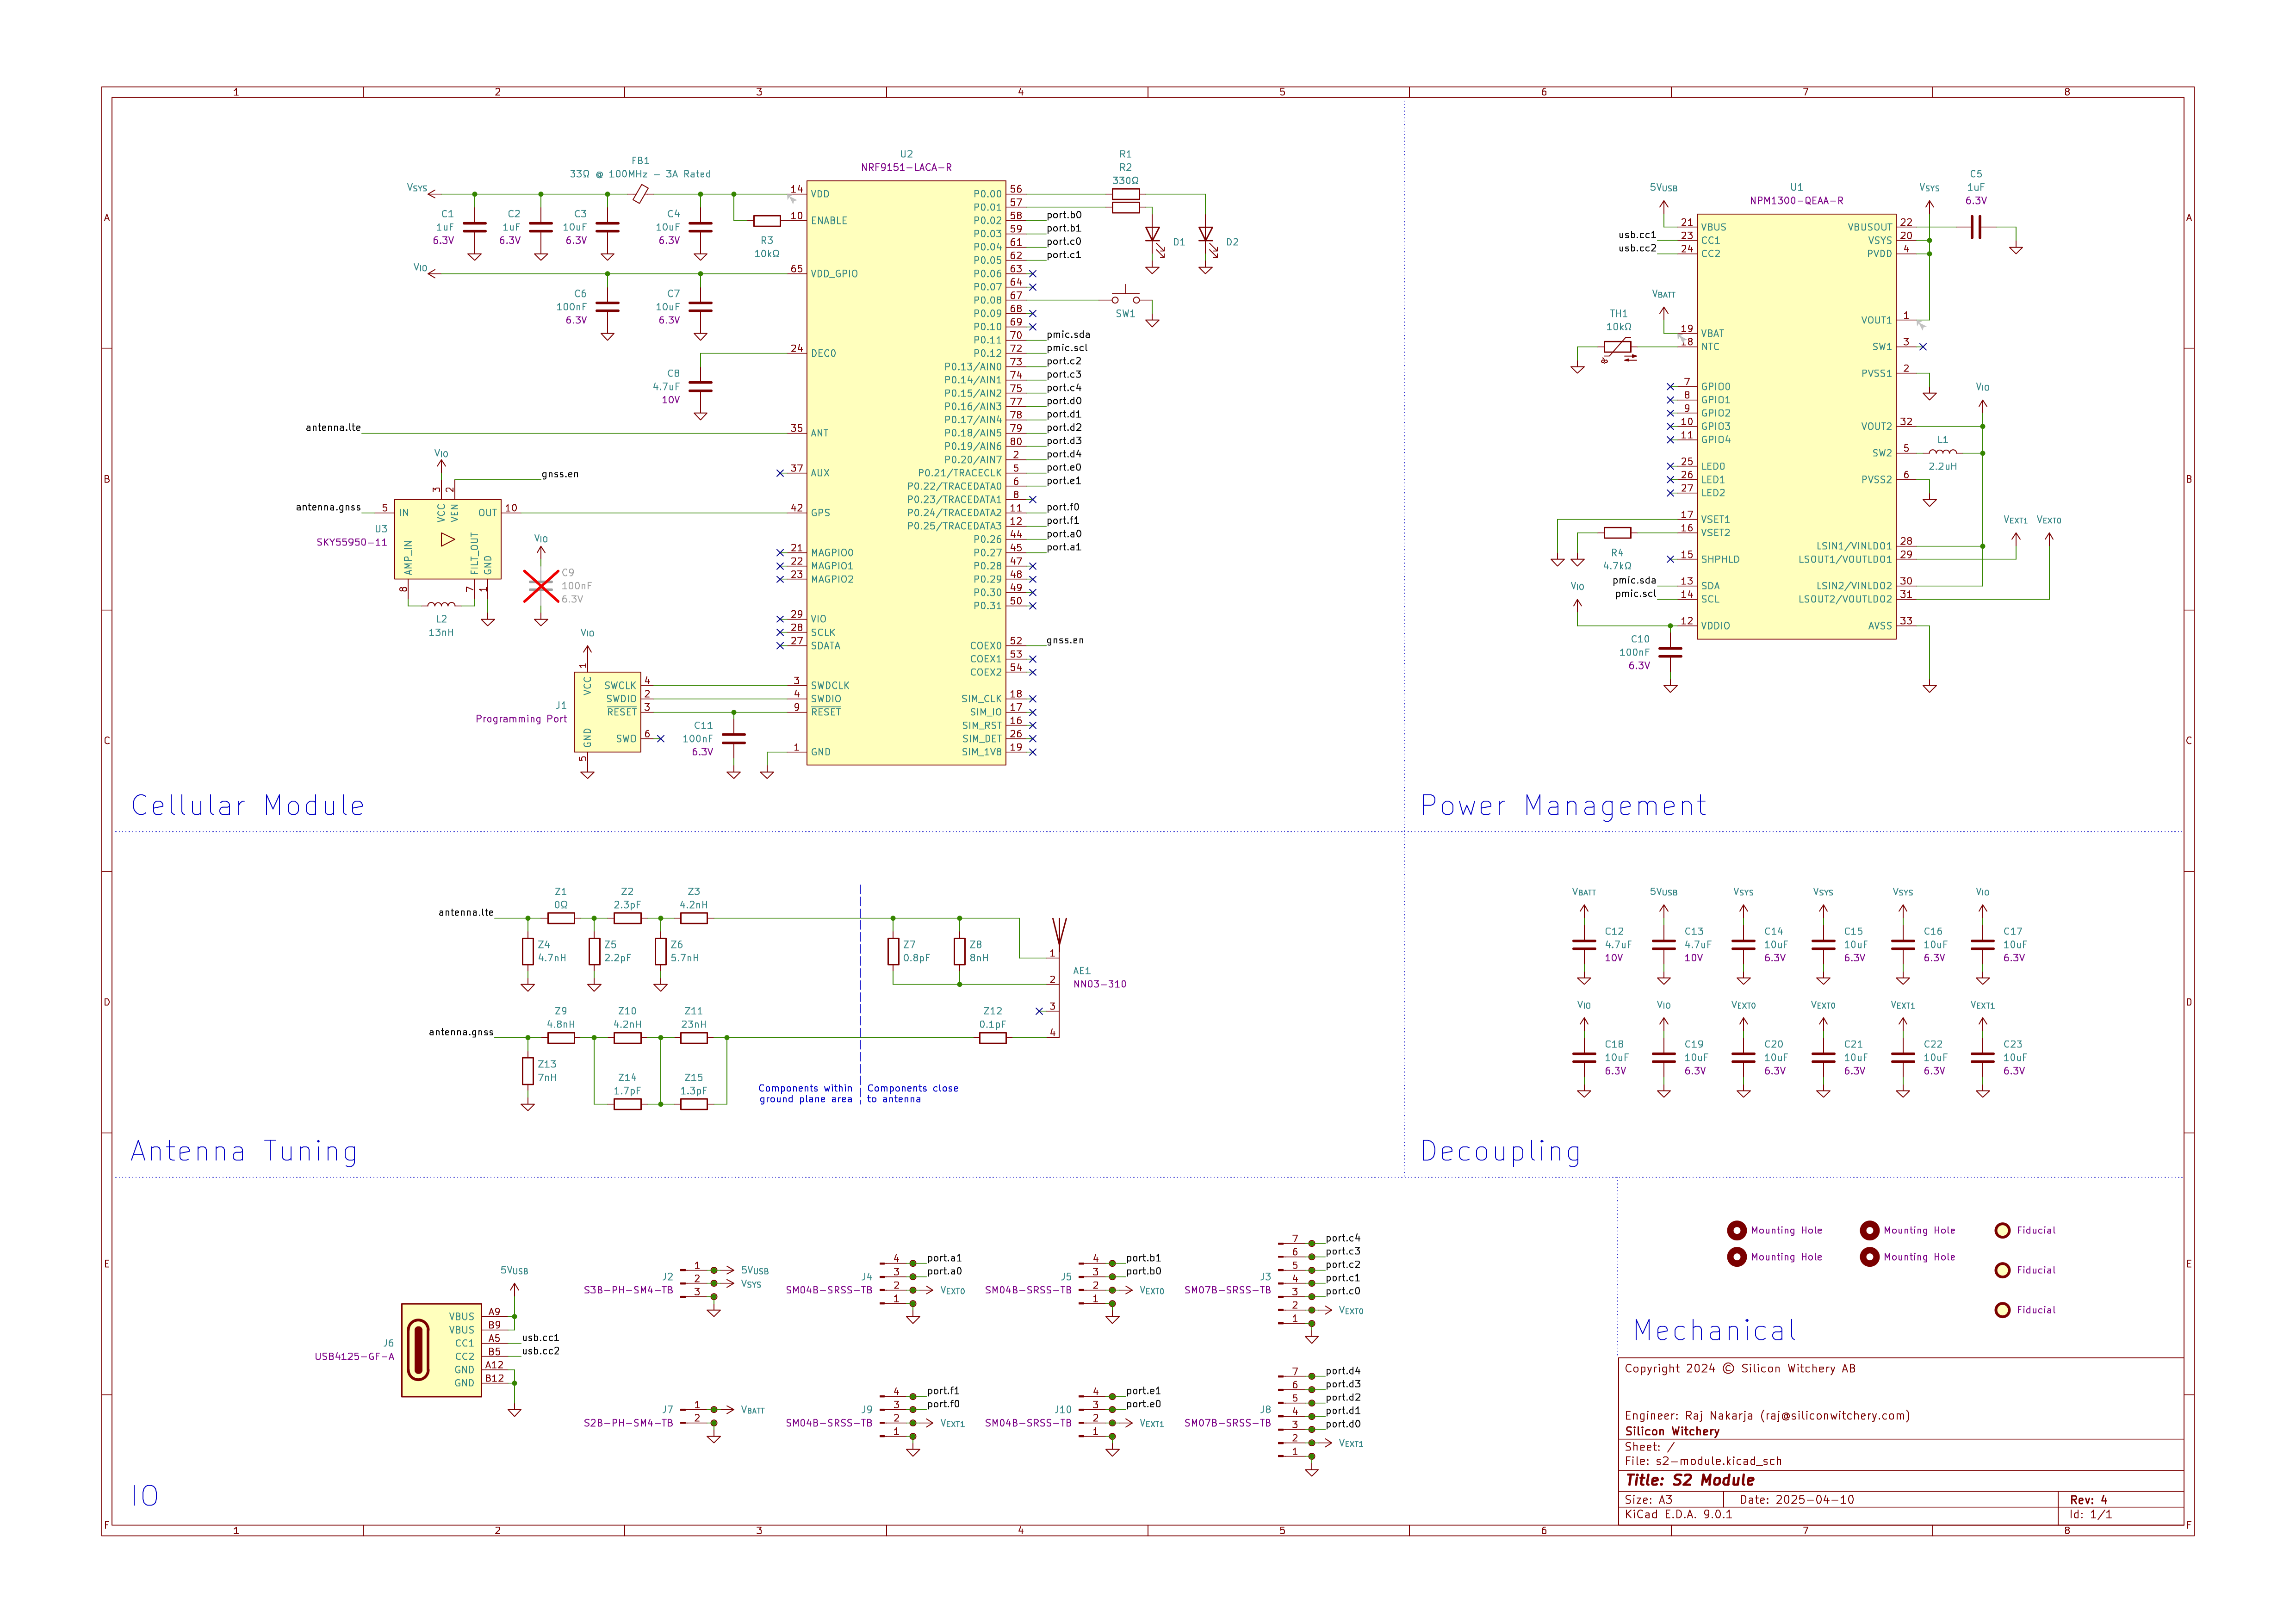 1 2 3 4 5 6 7 8
A
B
C
D
E
F
U2
NRF9151-LACA-R
FB1
33Ω @ 100MHz – 3A Rated
VSYS
C1
1uF
6.3V
C2
1uF
6.3V
C3
10uF
6.3V
C4
10uF
6.3V
R3
10kΩ
VIO
C6
100nF
6.3V
C7
10uF
6.3V
C8
4.7uF
10V
antenna.lte
VIO
gnss.en
antenna.gnss
5 IN
3 VCC
2 VEN
OUT 10
U3
SKY55950-11
AMP_IN 8
FILT_OUT 7
GND 1
L2
13nH
VIO
C9
100nF
6.3V
VIO
1 VCC
SWCLK 4
SWDIO 2
RESET 3
SWO 6
GND 5
J1
Programming Port
C11
100nF
6.3V
14 VDD
10 ENABLE
65 VDD_GPIO
24 DEC0
35 ANT
37 AUX
42 GPS
21 MAGPIO0
22 MAGPIO1
23 MAGPIO2
29 VIO
28 SCLK
27 SDATA
3 SWDCLK
4 SWDIO
9 RESET
1 GND
P0.00 56
P0.01 57
P0.02 58 port.b0
P0.03 59 port.b1
P0.04 61 port.c0
P0.05 62 port.c1
P0.06 63
P0.07 64
P0.08 67
P0.09 68
P0.10 69
P0.11 70 pmic.sda
P0.12 72 pmic.scl
P0.13/AIN0 73 port.c2
P0.14/AIN1 74 port.c3
P0.15/AIN2 75 port.c4
P0.16/AIN3 77 port.d0
P0.17/AIN4 78 port.d1
P0.18/AIN5 79 port.d2
P0.19/AIN6 80 port.d3
P0.20/AIN7 2 port.d4
P0.21/TRACECLK 5 port.e0
P0.22/TRACEDATA0 6 port.e1
P0.23/TRACEDATA1 8
P0.24/TRACEDATA2 11 port.f0
P0.25/TRACEDATA3 12 port.f1
P0.26 44 port.a0
P0.27 45 port.a1
P0.28 47
P0.29 48
P0.30 49
P0.31 50
COEX0 52 gnss.en
COEX1 53
COEX2 54
SIM_CLK 18
SIM_IO 17
SIM_RST 16
SIM_DET 26
SIM_1V8 19
R1
R2
330Ω
D1
D2
SW1
Cellular Module
U1
NPM1300-QEAA-R
5VUSB
usb.cc1
usb.cc2
VBATT
TH1
10kΩ
R4
4.7kΩ
pmic.sda
pmic.scl
VIO
C10
100nF
6.3V
21 VBUS
23 CC1
24 CC2
19 VBAT
18 NTC
7 GPIO0
8 GPIO1
9 GPIO2
10 GPIO3
11 GPIO4
25 LED0
26 LED1
27 LED2
17 VSET1
16 VSET2
15 SHPHLD
13 SDA
14 SCL
12 VDDIO
VBUSOUT 22
VSYS 20
PVDD 4
VOUT1 1
SW1 3
PVSS1 2
VOUT2 32
SW2 5
PVSS2 6
LSIN1/VINLDO1 28
LSOUT1/VOUTLDO1 29
LSIN2/VINLDO2 30
LSOUT2/VOUTLDO2 31
AVSS 33
VSYS
C5
1uF
6.3V
VIO
L1
2.2uH
VEXT1
VEXT0
Power Management
antenna.lte
Z1
0Ω
Z2
2.3pF
Z3
4.2nH
Z4
4.7nH
Z5
2.2pF
Z6
5.7nH
Z7
0.8pF
Z8
8nH
1
2
3
4
AE1
NN03-310
antenna.gnss
Z9
4.8nH
Z10
4.2nH
Z11
23nH
Z12
0.1pF
Z13
7nH
Z14
1.7pF
Z15
1.3pF
Components within
ground plane area
Components close
to antenna
Antenna Tuning
VBATT
C12
4.7uF
10V
5VUSB
C13
4.7uF
10V
VSYS
C14
10uF
6.3V
VSYS
C15
10uF
6.3V
VSYS
C16
10uF
6.3V
VIO
C17
10uF
6.3V
VIO
C18
10uF
6.3V
VIO
C19
10uF
6.3V
VEXT0
C20
10uF
6.3V
VEXT0
C21
10uF
6.3V
VEXT1
C22
10uF
6.3V
VEXT1
C23
10uF
6.3V
Decoupling
5VUSB
J6
USB4125-GF-A
VBUS A9
VBUS B9
CC1 A5 usb.cc1
CC2 B5 usb.cc2
GND A12
GND B12
J2
S3B-PH-SM4-TB
1 5VUSB
2 VSYS
3
J4
SM04B-SRSS-TB
4 port.a1
3 port.a0
2 VEXT0
1
J5
SM04B-SRSS-TB
4 port.b1
3 port.b0
2 VEXT0
1
J3
SM07B-SRSS-TB
7 port.c4
6 port.c3
5 port.c2
4 port.c1
3 port.c0
2 VEXT0
1
J7
S2B-PH-SM4-TB
1 VBATT
2
J9
SM04B-SRSS-TB
4 port.f1
3 port.f0
2 VEXT1
1
J10
SM04B-SRSS-TB
4 port.e1
3 port.e0
2 VEXT1
1
J8
SM07B-SRSS-TB
7 port.d4
6 port.d3
5 port.d2
4 port.d1
3 port.d0
2 VEXT1
1
IO
Mounting Hole
Mounting Hole
Fiducial
Mounting Hole
Mounting Hole
Fiducial
Fiducial
Mechanical
Copyright 2024 © Silicon Witchery AB
Engineer: Raj Nakarja (raj@siliconwitchery.com)
Silicon Witchery
Sheet: /
File: s2-module.kicad_sch
Title: S2 Module
Size: A3
Date: 2025-04-10
Rev: 4
KiCad E.D.A. 9.0.1
Id: 1/1
A
B
C
D
E
F
1 2 3 4 5 6 7 8